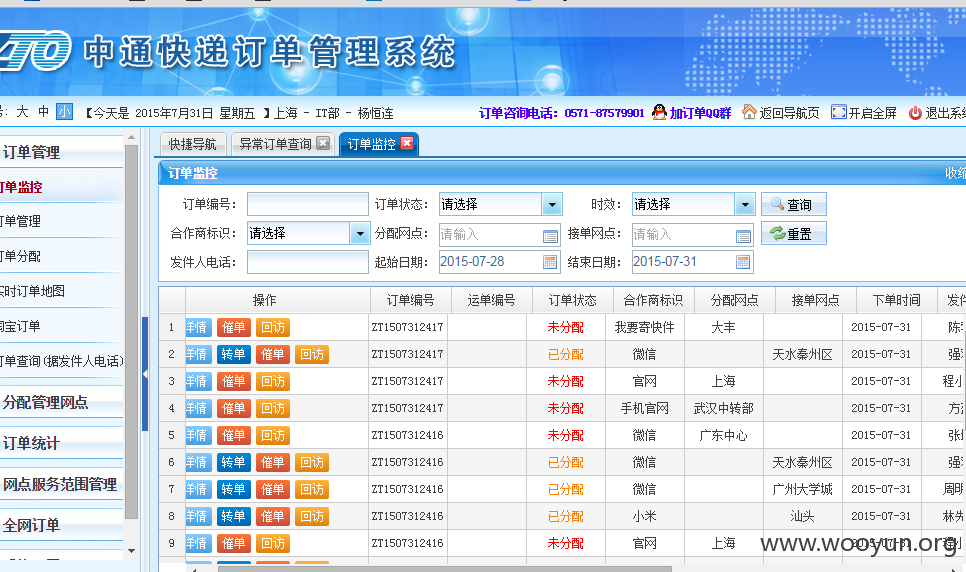 ZTO 中通快递订单管理系统
大 中 小 【今天是 2015年7月31日 星期五 】上海 - IT部 - 杨恒连 订单咨询电话: 0571-87579901 加订单QQ群 返回导航页 开启全屏 退出系
快捷导航 异常订单查询 订单监控
订单管理
订单监控
订单管理
订单分配
实时订单地图
淘宝订单
订单查询(据发件人电话)
分配管理网点
订单统计
网点服务范围管理
全网订单
订单监控 收缩
订单编号: 订单状态: 请选择 时效: 请选择 查询
合作商标识: 请选择 分配网点: 请输入 接单网点: 请输入 重置
发件人电话: 起始日期: 2015-07-28 结束日期: 2015-07-31
操作 订单编号 运单编号 订单状态 合作商标识 分配网点 接单网点 下单时间 发件
1 详情 催单 回访 ZT1507312417 未分配 我要寄快件 大丰 2015-07-31 陈
2 详情 转单 催单 回访 ZT1507312417 已分配 微信 天水秦州区 2015-07-31 强
3 详情 催单 回访 ZT1507312417 未分配 官网 上海 2015-07-31 程小
4 详情 催单 回访 ZT1507312417 未分配 手机官网 武汉中转部 2015-07-31 方
5 详情 催单 回访 ZT1507312416 未分配 微信 广东中心 2015-07-31 张
6 详情 转单 催单 回访 ZT1507312416 已分配 微信 天水秦州区 2015-07-31 强
7 详情 转单 催单 回访 ZT1507312416 已分配 微信 广州大学城 2015-07-31 周明
8 详情 转单 催单 回访 ZT1507312416 已分配 小米 汕头 2015-07-31 林先
9 详情 催单 回访 ZT1507312416 未分配 官网 上海 2015-07-31
www.wooyun.org